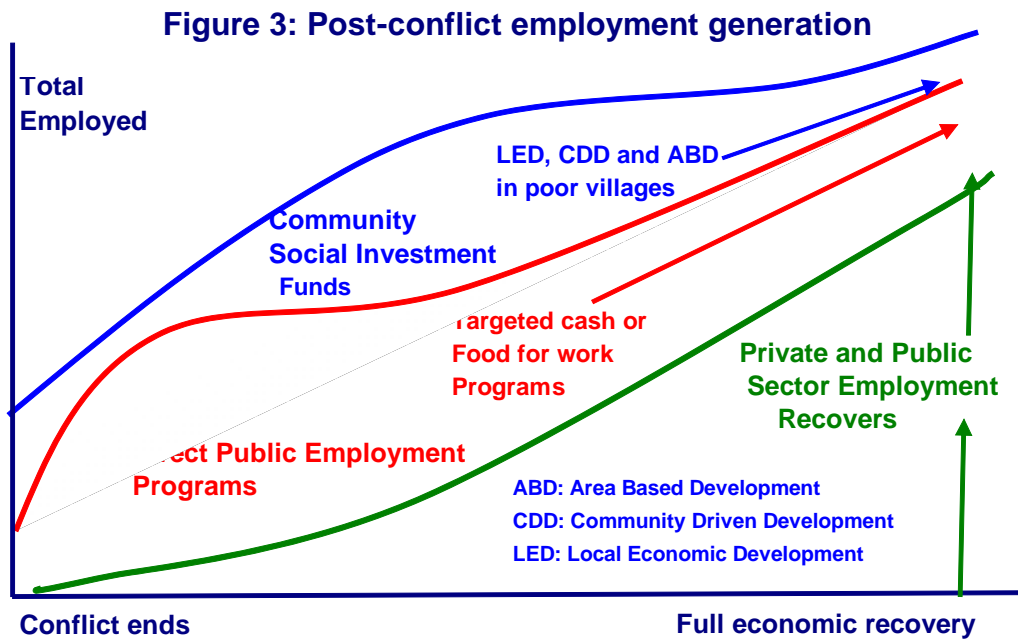 Figure 3: Post-conflict employment generation
Total
Employed
LED, CDD and ABD
in poor villages
Community
Social Investment
Funds
Targeted cash or
Food for work
Programs
Private and Public
Sector Employment
Recovers
Public Employment
Programs
ABD: Area Based Development
CDD: Community Driven Development
LED: Local Economic Development
Conflict ends
Full economic recovery